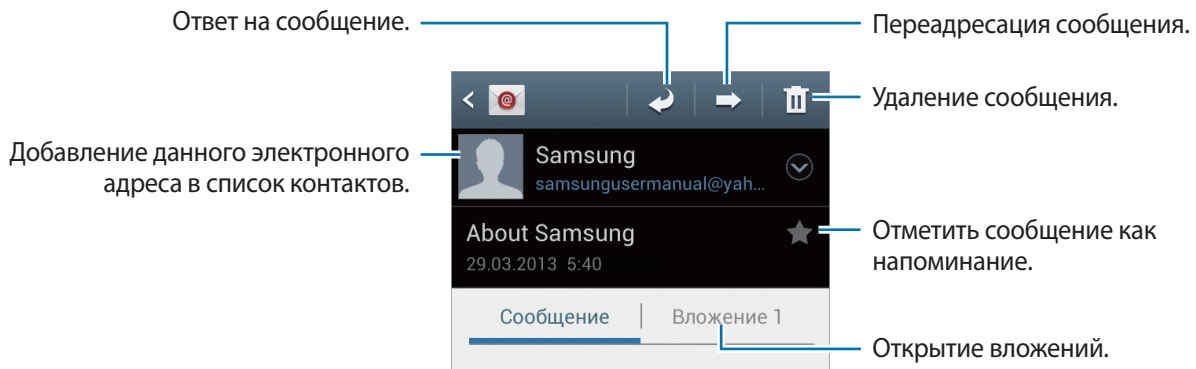 Ответ на сообщение.
Переадресация сообщения.
Удаление сообщения.
Добавление данного электронного
адреса в список контактов.
Samsung
samsungusermanual@yah...
About Samsung
29.03.2013 5:40
Отметить сообщение как
напоминание.
Сообщение
Вложение 1
Открытие вложений.